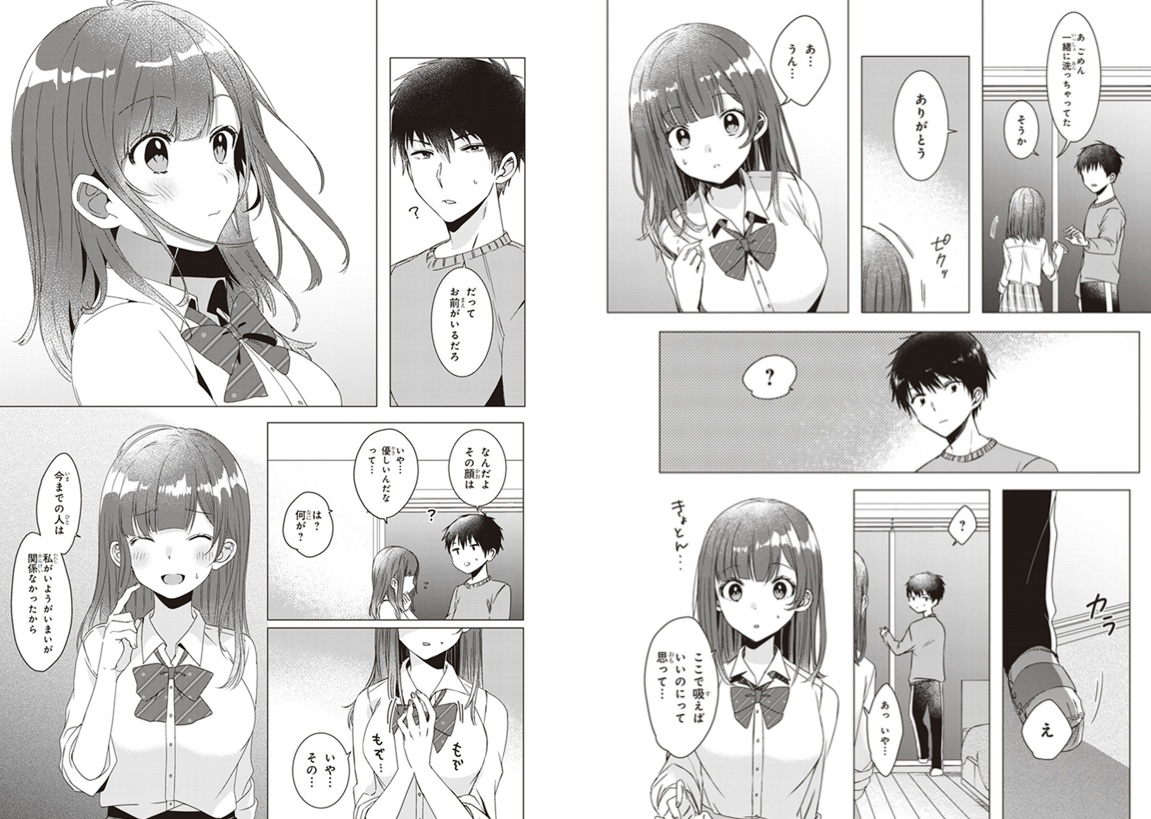 あ ごめん
一緒に洗っちゃってた
そうか
ありがとう
ピクッ
あ…
うん…
?
カラ
え
?
あっ いや…
きょとん…
ここで吸えば
いいのにって
思って…
?
だって
お前がいるだろ
なんだよ
その顔は
いや…
優しいんだな
って…
?
は?
何が?
?
もぞ
もぞ…
いや…
その…
今までの人は
私がいようがいまいが
関係なかったから